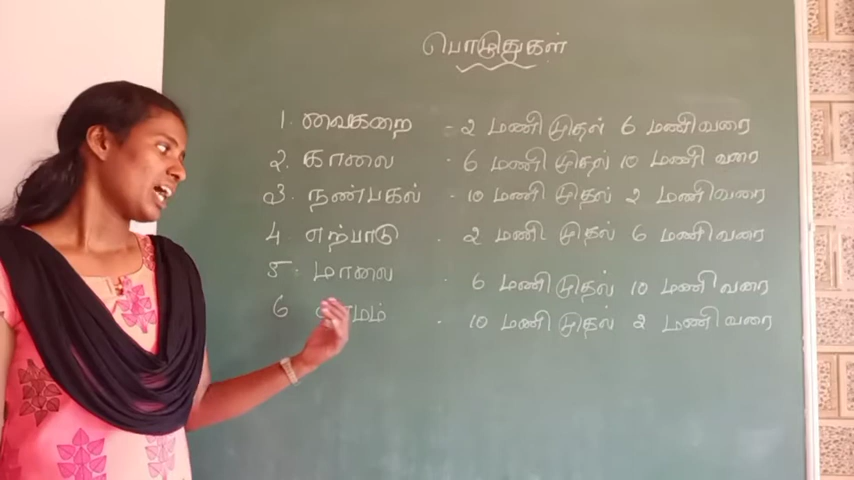 பொழுதுகள்
1. வைகறை - 2 மணி முதல் 6 மணிவரை
2. காலை - 6 மணி முதல் 10 மணி வரை
3. நண்பகல் - 10 மணி முதல் 2 மணிவரை
4 எற்பாடு - 2 மணி முதல் 6 மணிவரை
5. மாலை - 6 மணி முதல் 10 மணிவரை
6 - 10 மணி முதல் 2 மணி வரை